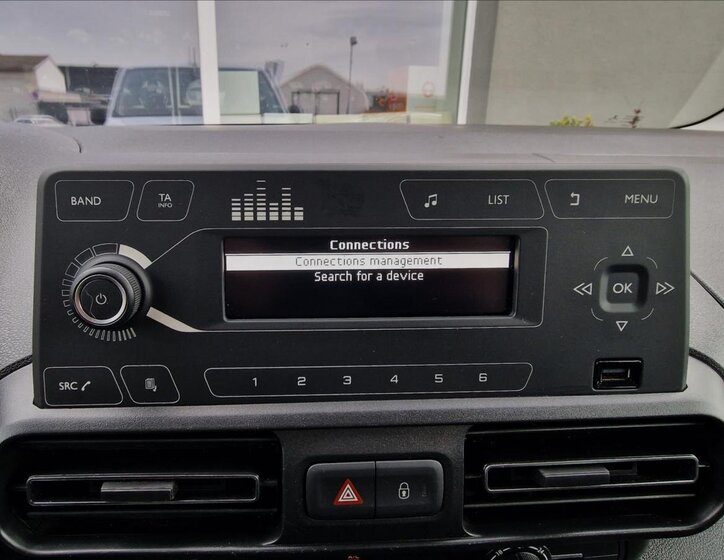 BAND
TA
INFO
LIST
MENU
Connections
Connections management
Search for a device
OK
SRC
1 2 3 4 5 6